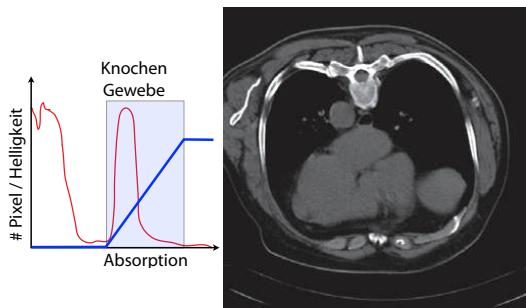 Knochen
Gewebe
# Pixel / Helligkeit
Absorption